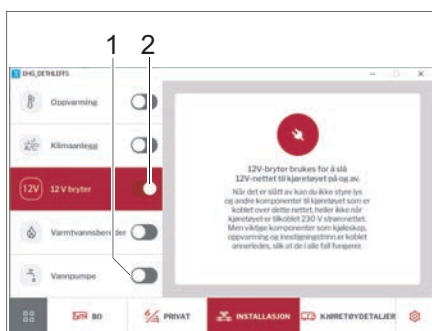 1 2
DHG_DETHLEFFS
Oppvarming
Klimaanlegg
12V 12 V bryter
Varmtvannsbereder
Vannpumpe
12V-bryter brukes for å slå
12V-nettet til kjøretøyet på og av.
Når det er slått av kan du ikke styre lys
og andre komponenter til kjøretøyet som er
koblet over dette nettet, heller ikke når
kjøretøyet er tilkoblet 230 V strømnettet.
Men viktige komponenter som kjøleskap,
oppvarming og innstigningstrinn er koblet
annerledes, slik at de i alle fall fungerer.
BO PRIVAT INSTALLASJON KJØRETØYDETALJER